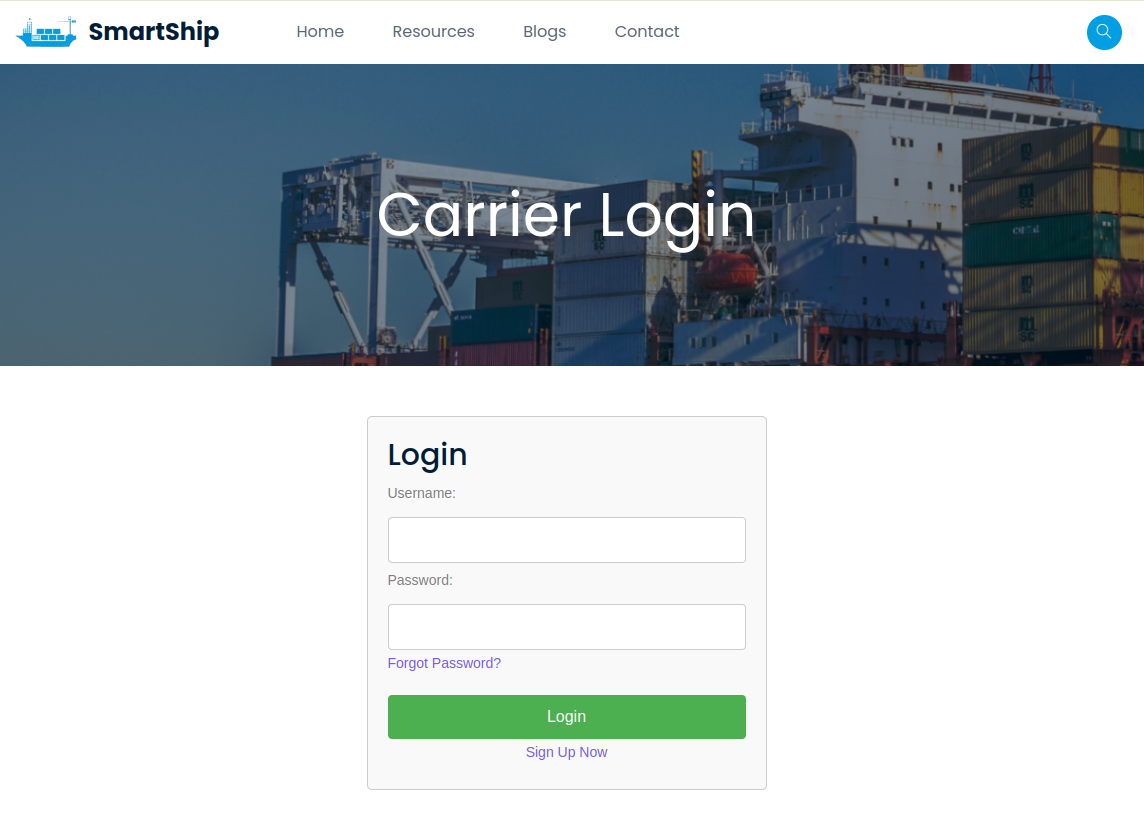 SmartShip
Home
Resources
Blogs
Contact
Carrier Login
Login
Username:
Password:
Forgot Password?
Login
Sign Up Now